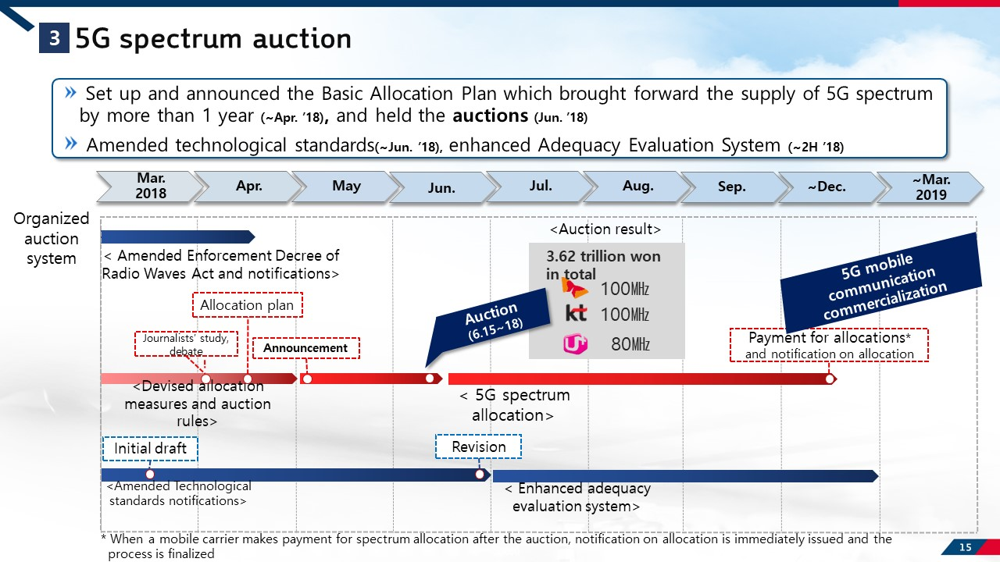 3 5G spectrum auction
» Set up and announced the Basic Allocation Plan which brought forward the supply of 5G spectrum
by more than 1 year (~Apr. ’18), and held the auctions (Jun. ’18)
» Amended technological standards(~Jun. ’18), enhanced Adequacy Evaluation System (~2H ’18)
Mar.
2018
Apr.
May
Jun.
Jul.
Aug.
Sep.
~Dec.
~Mar.
2019
Organized
auction
system
< Amended Enforcement Decree of
Radio Waves Act and notifications>
<Auction result>
3.62 trillion won
in total
100㎒
kt 100㎒
U+ 80㎒
5G mobile
communication
commercialization
Allocation plan
Auction
(6.15~18)
Journalists’ study,
debate
Announcement
Payment for allocations*
and notification on allocation
<Devised allocation
measures and auction
rules>
< 5G spectrum
allocation>
Initial draft
Revision
<Amended Technological
standards notifications>
< Enhanced adequacy
evaluation system>
* When a mobile carrier makes payment for spectrum allocation after the auction, notification on allocation is immediately issued and the
process is finalized
15